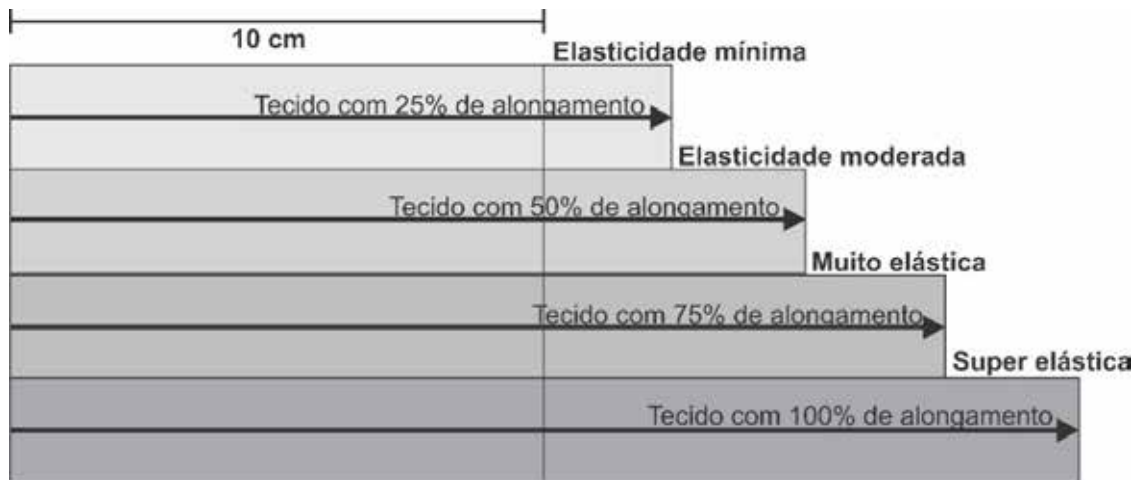 10 cm
Elasticidade mínima
Tecido com 25% de alongamento
Elasticidade moderada
Tecido com 50% de alongamento
Muito elástica
Tecido com 75% de alongamento
Super elástica
Tecido com 100% de alongamento